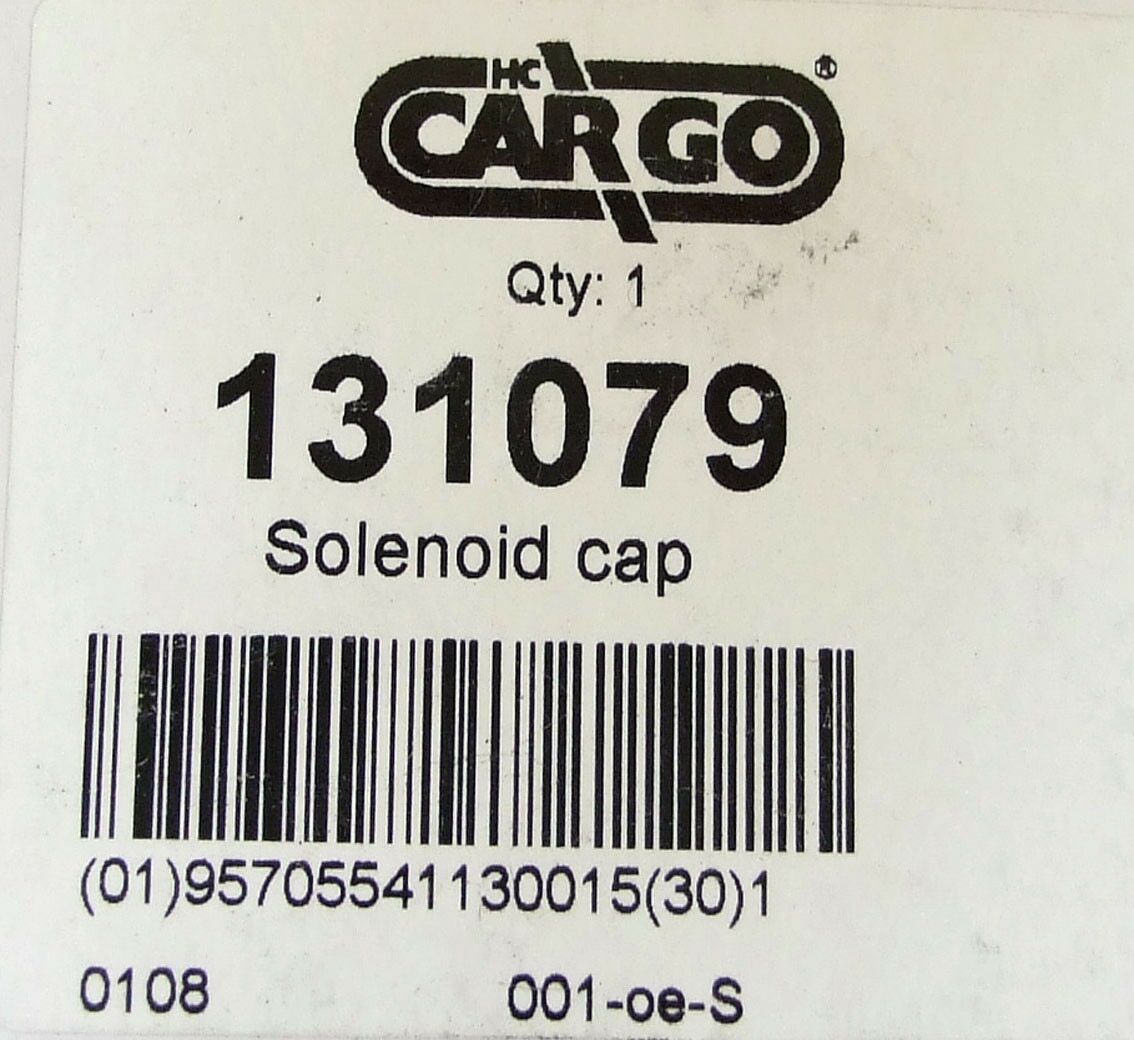 HC
CARGO®
Qty: 1
131079
Solenoid cap
(01)95705541130015(30)1
0108 001-oe-S